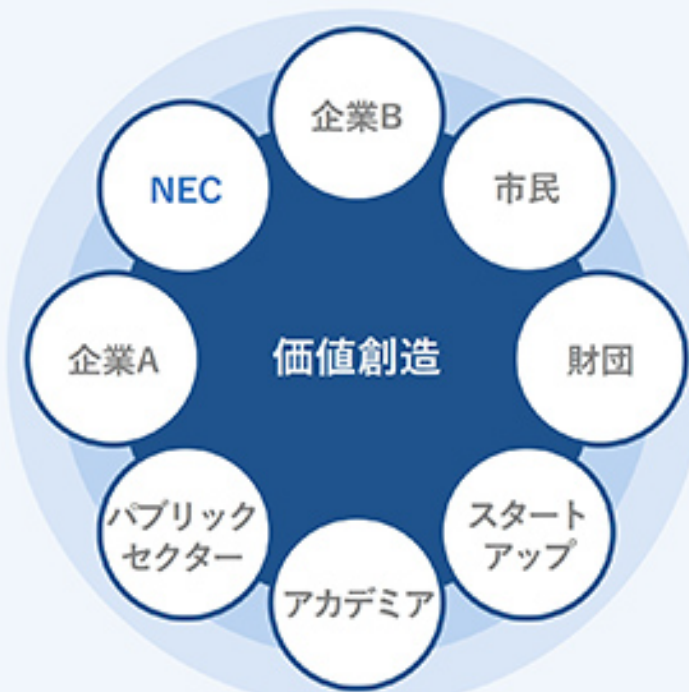 企業B
NEC
市民
企業A
価値創造
財団
パブリック
セクター
スタート
アップ
アカデミア